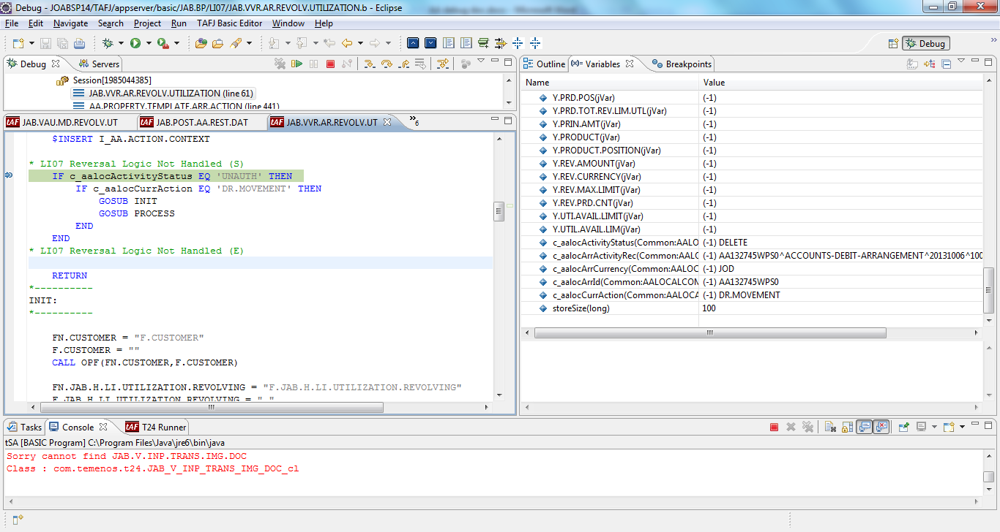 Debug - JOABSP14/TAFJ/appserver/basic/JAB.BP/LI07/JAB.VVR.AR.REVOLV.UTILIZATION.b - Eclipse
File Edit Navigate Search Project Run TAFJ Basic Editor Window Help
Debug
Debug Servers
Session[1985044385]
JAB.VVR.AR.REVOLV.UTILIZATION (line 61)
AA.PROPERTY.TEMPLATE.ARR.ACTION (line 441)
tAF JAB.VAU.MD.REVOLV.UT tAF JAB.POST.AA.REST.DAT tAF JAB.VVR.AR.REVOLV.UT »6
$INSERT I_AA.ACTION.CONTEXT
* LI07 Reversal Logic Not Handled (S)
IF c_aalocActivityStatus EQ 'UNAUTH' THEN
IF c_aalocCurrAction EQ 'DR.MOVEMENT' THEN
GOSUB INIT
GOSUB PROCESS
END
END
* LI07 Reversal Logic Not Handled (E)
RETURN
*----------
INIT:
*----------
FN.CUSTOMER = "F.CUSTOMER"
F.CUSTOMER = ""
CALL OPF(FN.CUSTOMER,F.CUSTOMER)
FN.JAB.H.LI.UTILIZATION.REVOLVING = "F.JAB.H.LI.UTILIZATION.REVOLVING"
F.JAB.H.LI.UTILIZATION.REVOLVING = " "
Outline (x)= Variables Breakpoints
Name Value
Y.PRD.POS(jVar) (-1)
Y.PRD.TOT.REV.LIM.UTL(jVar) (-1)
Y.PRIN.AMT(jVar) (-1)
Y.PRODUCT(jVar) (-1)
Y.PRODUCT.POSITION(jVar) (-1)
Y.REV.AMOUNT(jVar) (-1)
Y.REV.CURRENCY(jVar) (-1)
Y.REV.MAX.LIMIT(jVar) (-1)
Y.REV.PRD.CNT(jVar) (-1)
Y.UTI.AVAIL.LIMIT(jVar) (-1)
Y.UTIL.AVAIL.LIM(jVar) (-1)
c_aalocActivityStatus(Common:AALO (-1) DELETE
c_aalocArrActivityRec(Common:AALO (-1) AA132745WPS0^ACCOUNTS-DEBIT-ARRANGEMENT^20131006^100
c_aalocArrCurrency(Common:AALOC (-1) JOD
c_aalocArrId(Common:AALOCALCOM (-1) AA132745WPS0
c_aalocCurrAction(Common:AALOCA (-1) DR.MOVEMENT
storeSize(long) 100
Tasks Console tAF T24 Runner
tSA [BASIC Program] C:\Program Files\Java\jre6\bin\java
Sorry cannot find JAB.V.INP.TRANS.IMG.DOC
Class : com.temenos.t24.JAB_V_INP_TRANS_IMG_DOC_cl